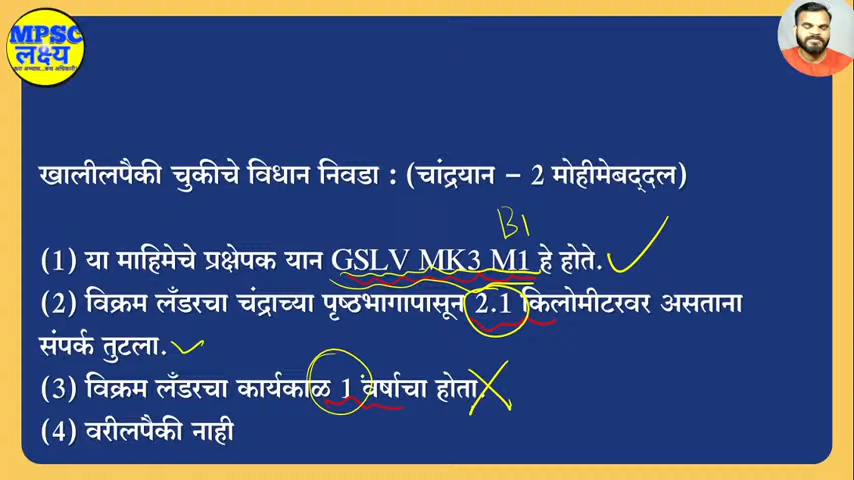 MPSC
लक्ष्य
खालीलपैकी चुकीचे विधान निवडा : (चांद्रयान – 2 मोहीमेबद्दल)
B1
(1) या माहिमेचे प्रक्षेपक यान GSLV MK3 M1 हे होते.
(2) विक्रम लँडरचा चंद्राच्या पृष्ठभागापासून 2.1 किलोमीटरवर असताना
संपर्क तुटला.
(3) विक्रम लँडरचा कार्यकाळ 1 वर्षाचा होता.
(4) वरीलपैकी नाही